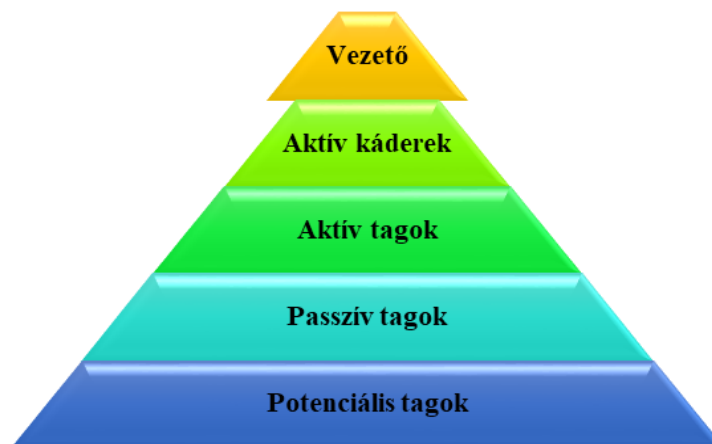 Vezető
Aktív káderek
Aktív tagok
Passzív tagok
Potenciális tagok